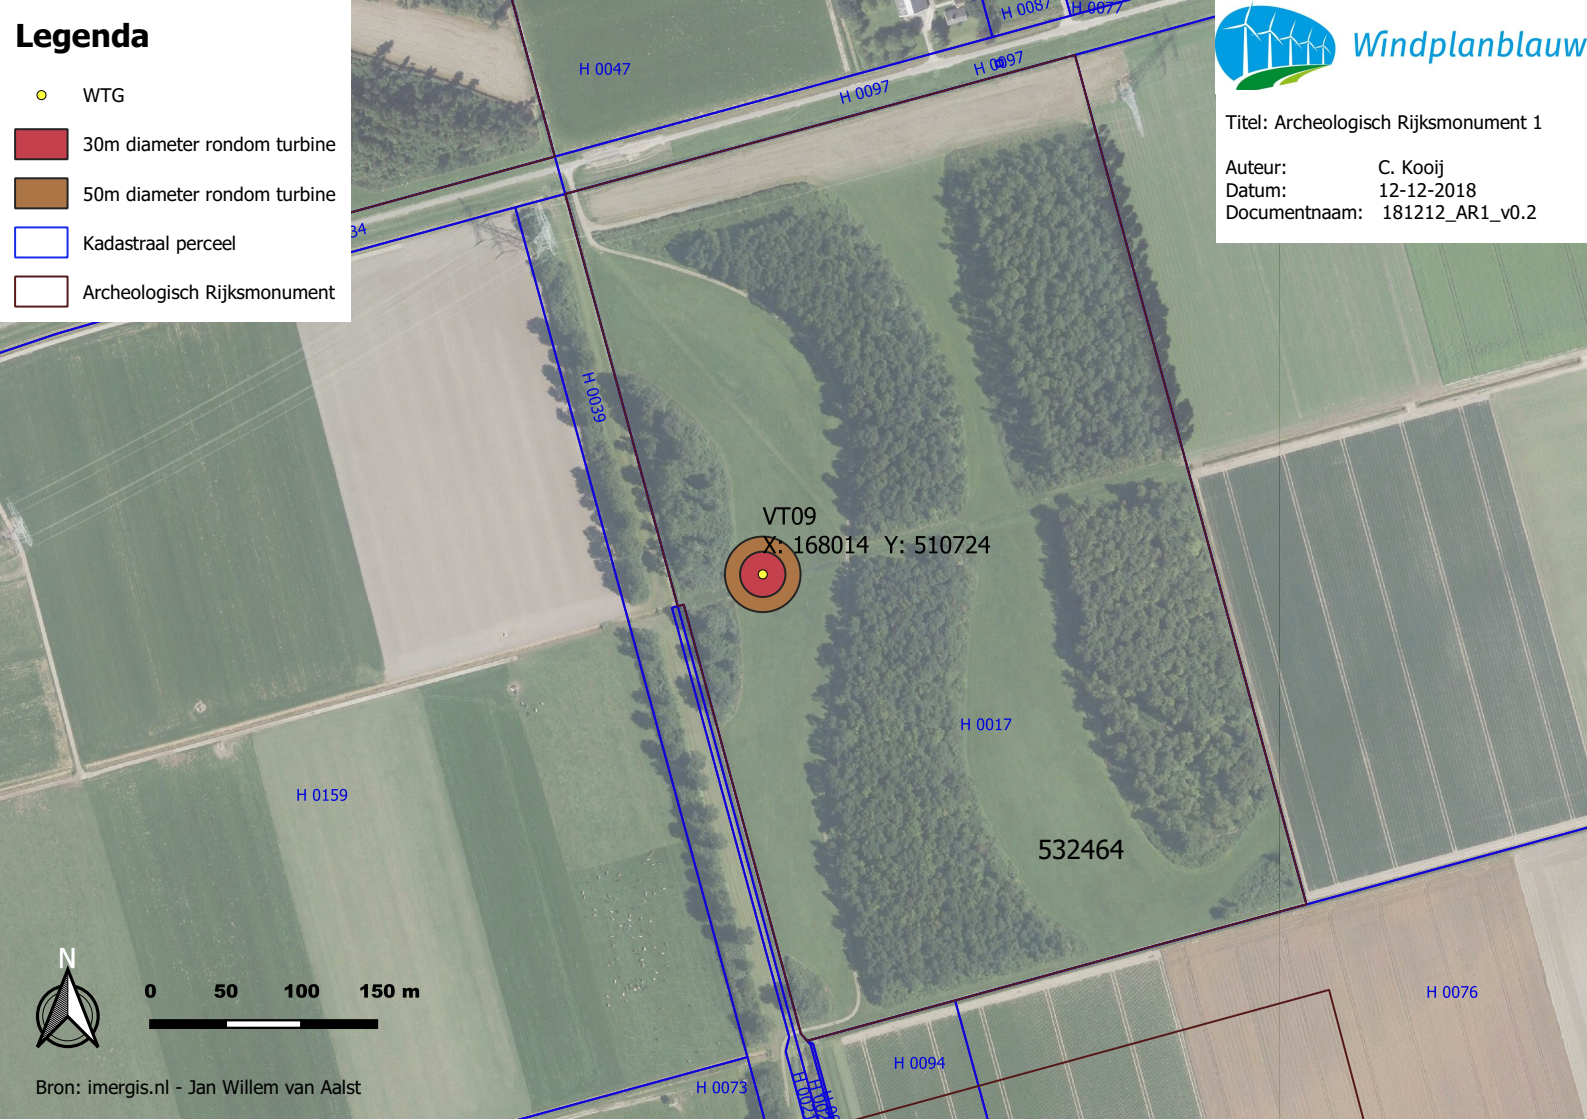 Legenda
WTG
30m diameter rondom turbine
50m diameter rondom turbine
Kadastraal perceel
Archeologisch Rijksmonument
Windplanblauw
Titel: Archeologisch Rijksmonument 1
Auteur: C. Kooij
Datum: 12-12-2018
Documentnaam: 181212_AR1_v0.2
H 0087
H 0077
H 0047
H 0097
H 0097
34
H 0039
VT09
X: 168014 Y: 510724
H 0017
H 0159
532464
H 0076
H 0094
H 0073
N
0 50 100 150 m
Bron: imergis.nl - Jan Willem van Aalst